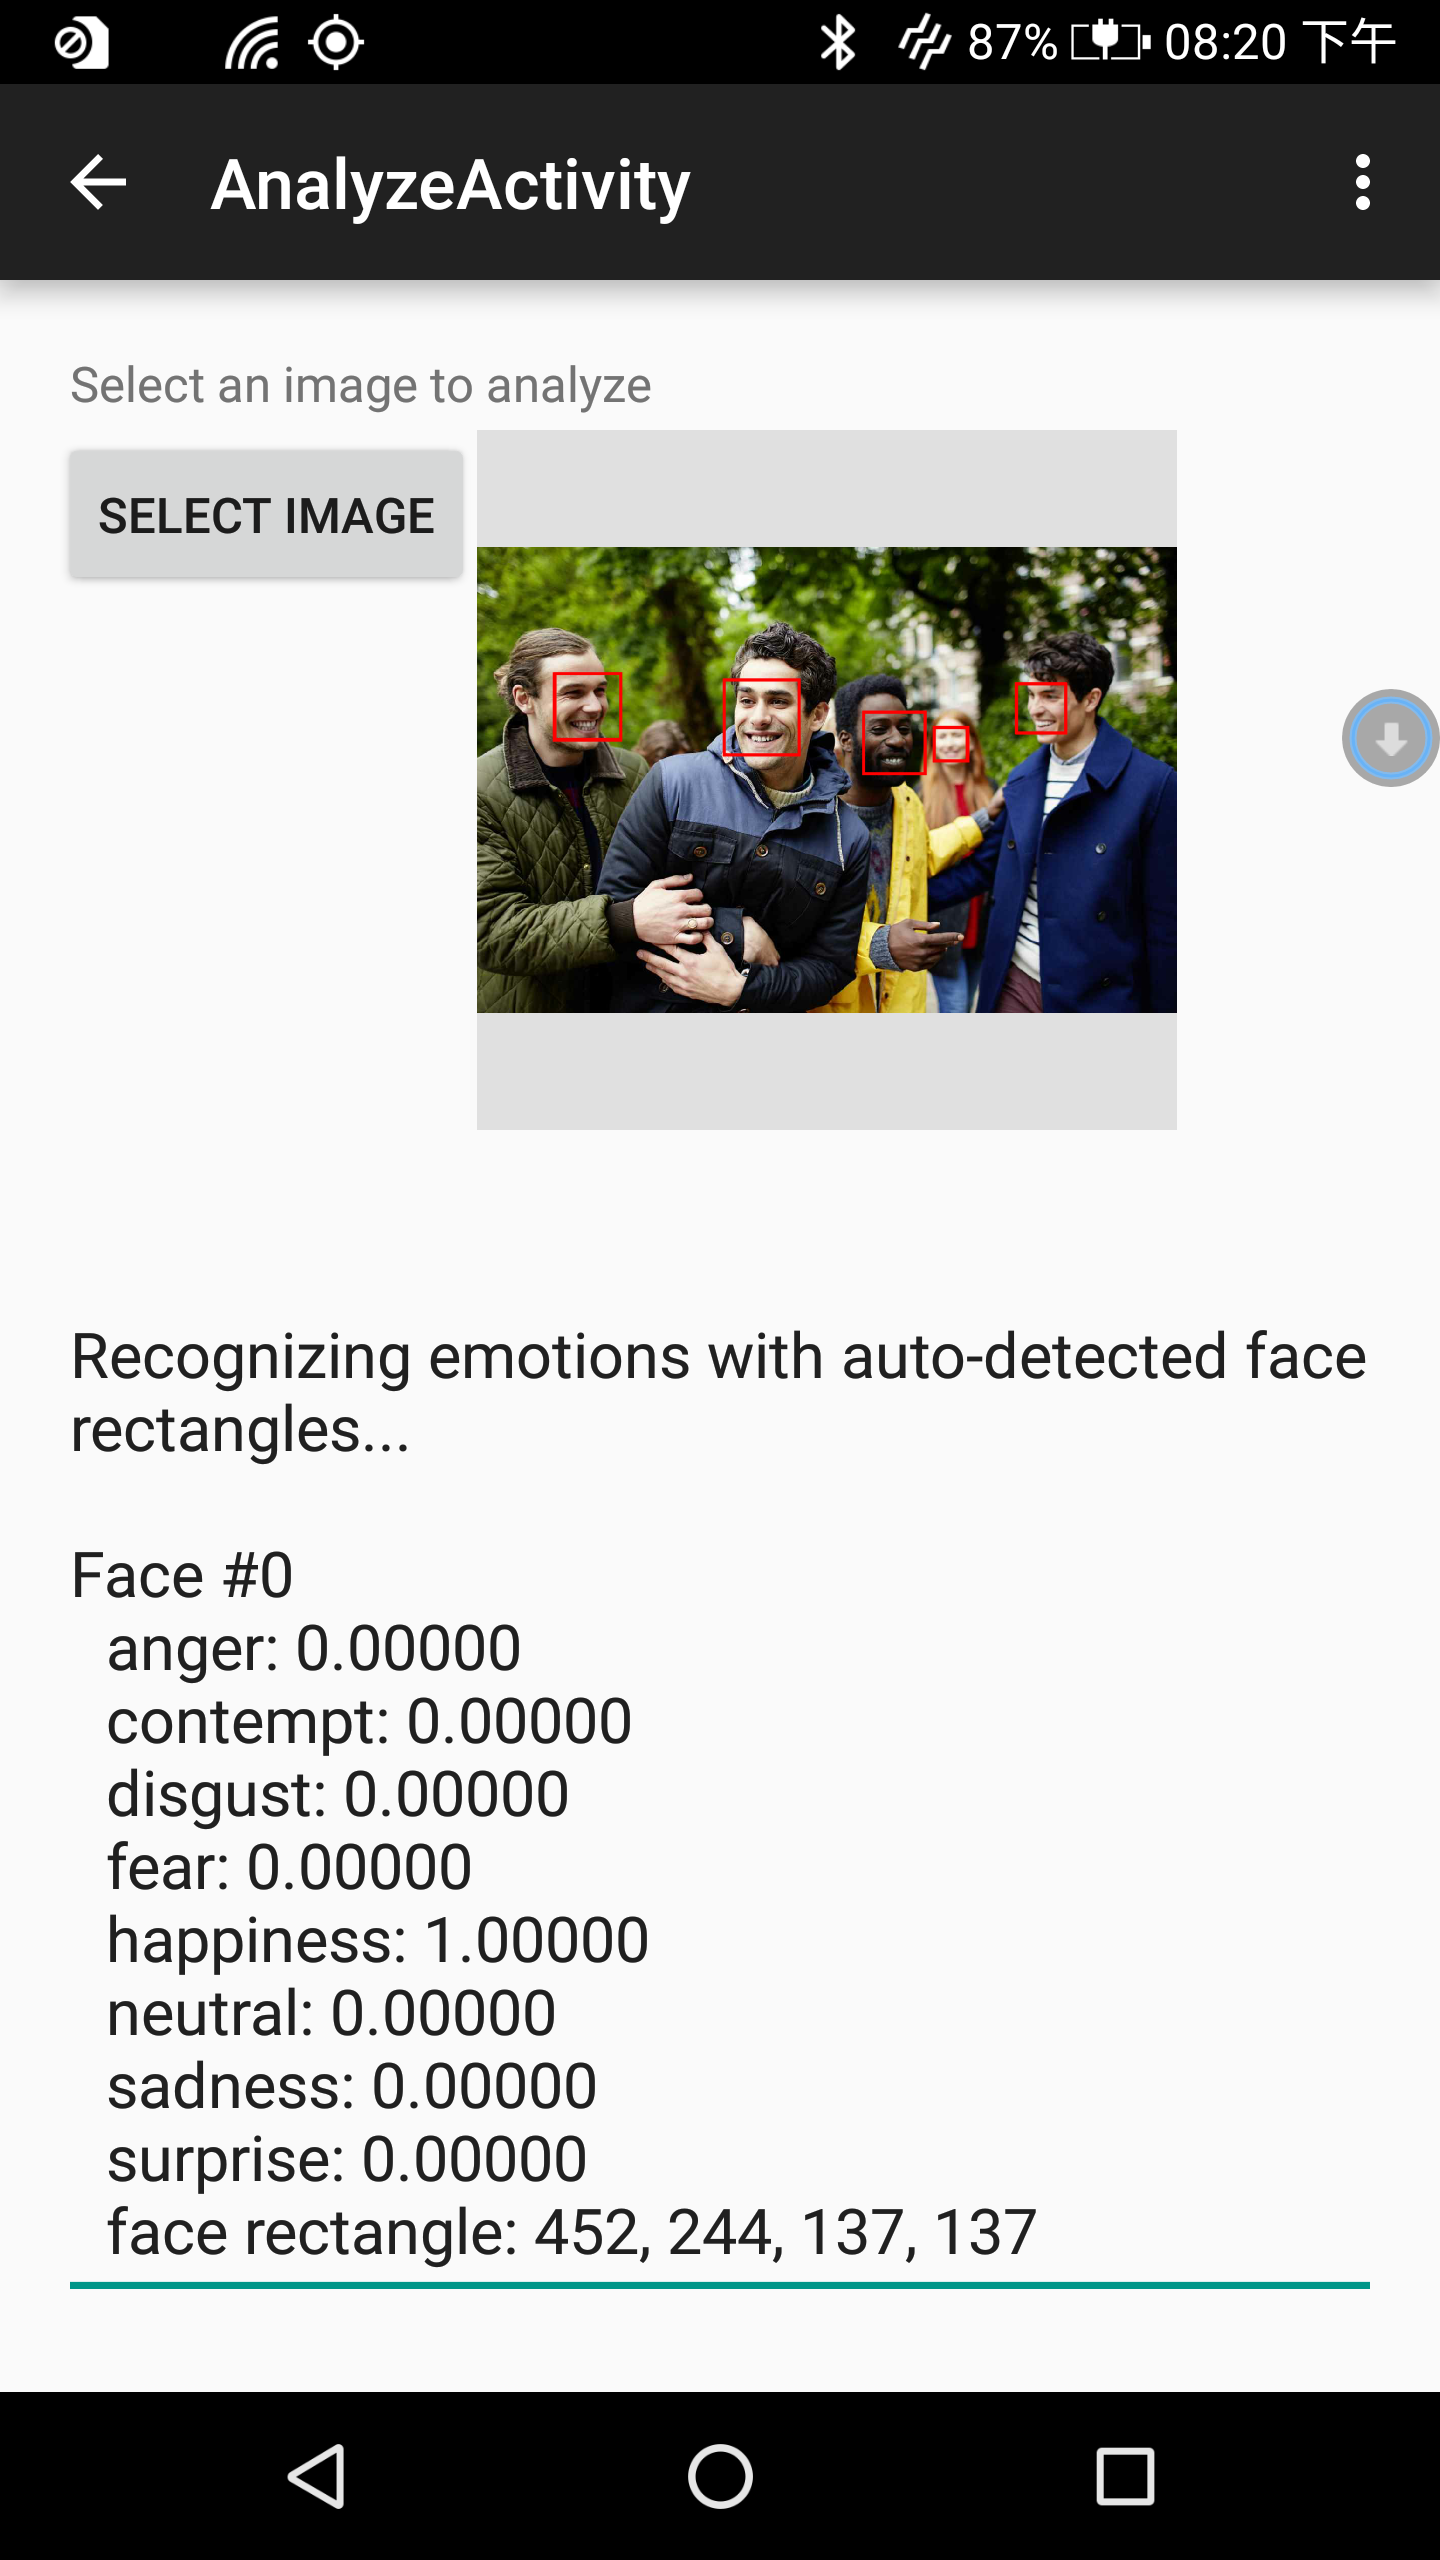 87% 08:20 下午
AnalyzeActivity
Select an image to analyze
SELECT IMAGE
Recognizing emotions with auto-detected face
rectangles...
Face #0
anger: 0.00000
contempt: 0.00000
disgust: 0.00000
fear: 0.00000
happiness: 1.00000
neutral: 0.00000
sadness: 0.00000
surprise: 0.00000
face rectangle: 452, 244, 137, 137